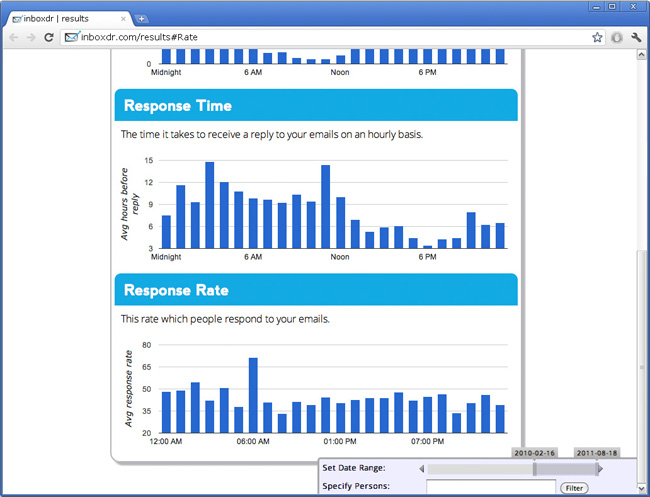 inboxdr | results
inboxdr.com/results#Rate
0
Midnight 6 AM Noon 6 PM
Response Time
The time it takes to receive a reply to your emails on an hourly basis.
Avg hours before
reply
15
12
9
6
3
Midnight 6 AM Noon 6 PM
Response Rate
This rate which people respond to your emails.
Avg response rate
80
65
50
35
20
12:00 AM 06:00 AM 01:00 PM 07:00 PM
2010-02-16 2011-08-18
Set Date Range:
Specify Persons: Filter